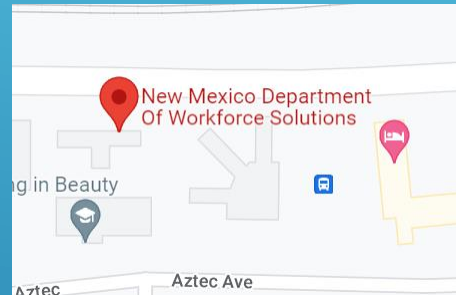 New Mexico Department
Of Workforce Solutions
ng in Beauty
Aztec Ave
Aztec